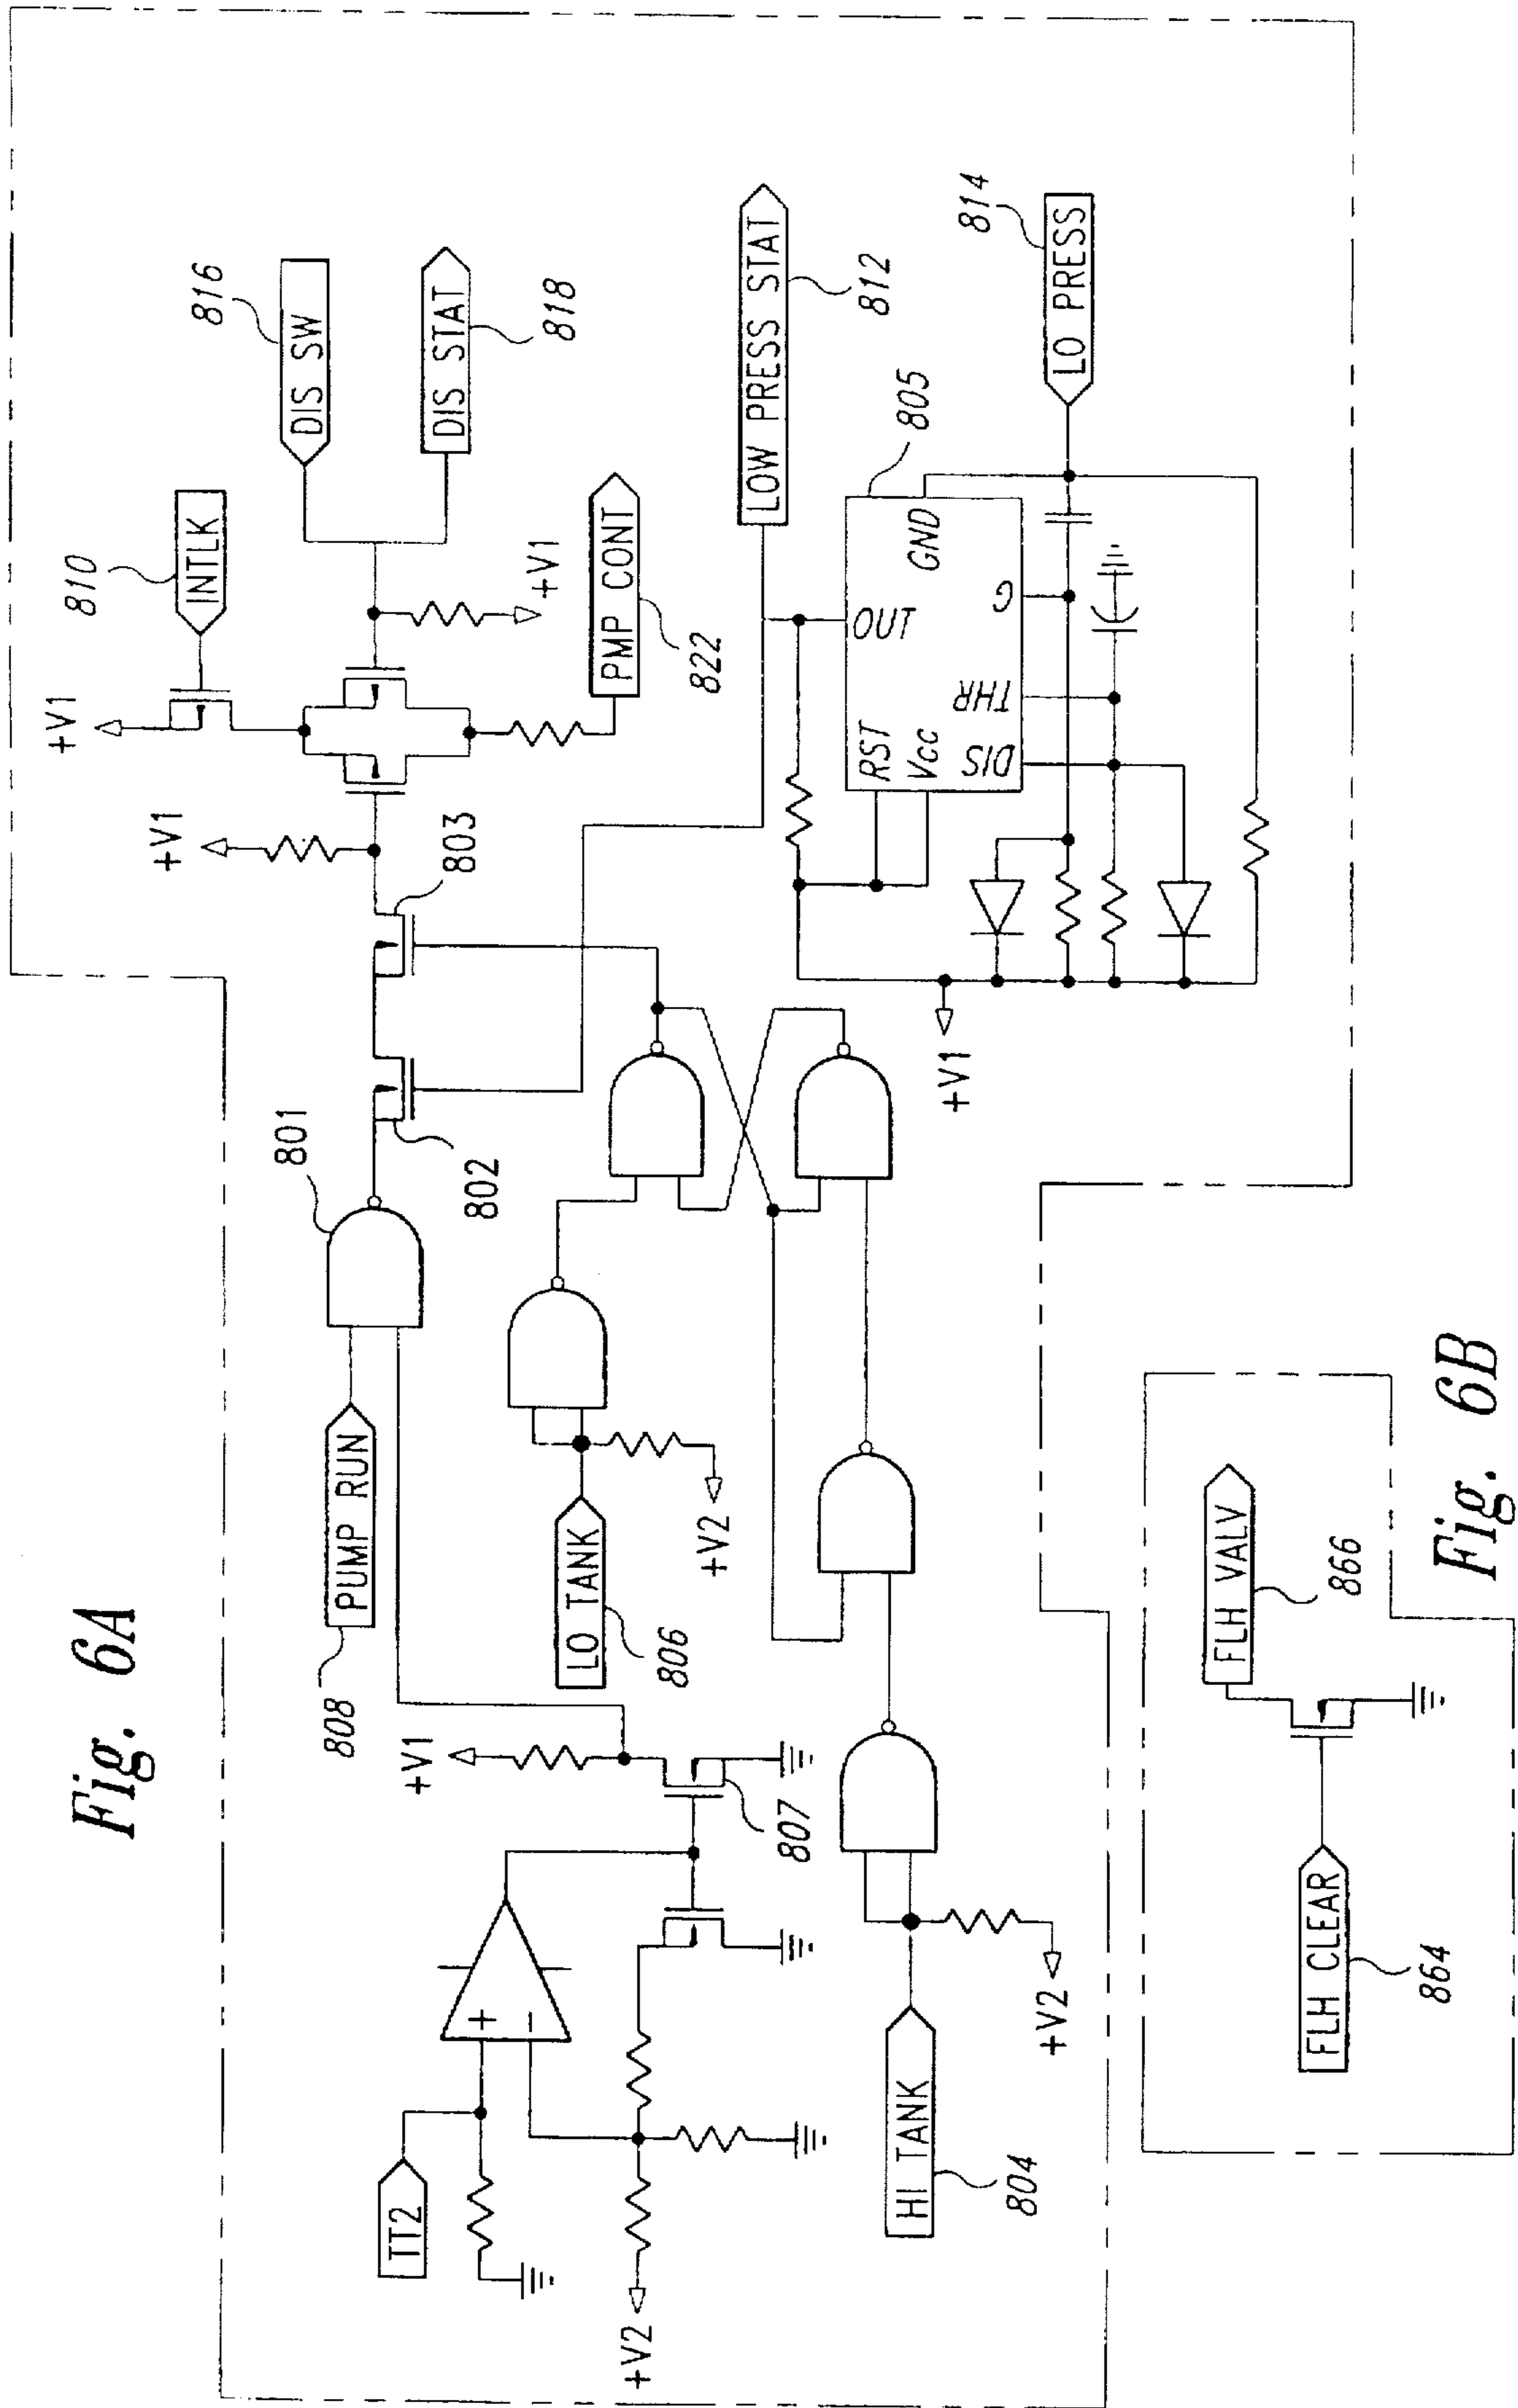 Fig. 6A
+V1
810
INTLK
816
DIS SW
DIS STAT
818
+V1
+V1
803
PMP CONT
822
801
802
808
PUMP RUN
LOW PRESS STAT
812
805
OUT
GND
RST
Vcc
DIS
THR
G
814
LO PRESS
+V1
LO TANK
806
+V2
+V1
807
TT2
+
-
+V2
HI TANK
804
+V2
FLH CLEAR
864
FLH VALV
866
Fig. 6B